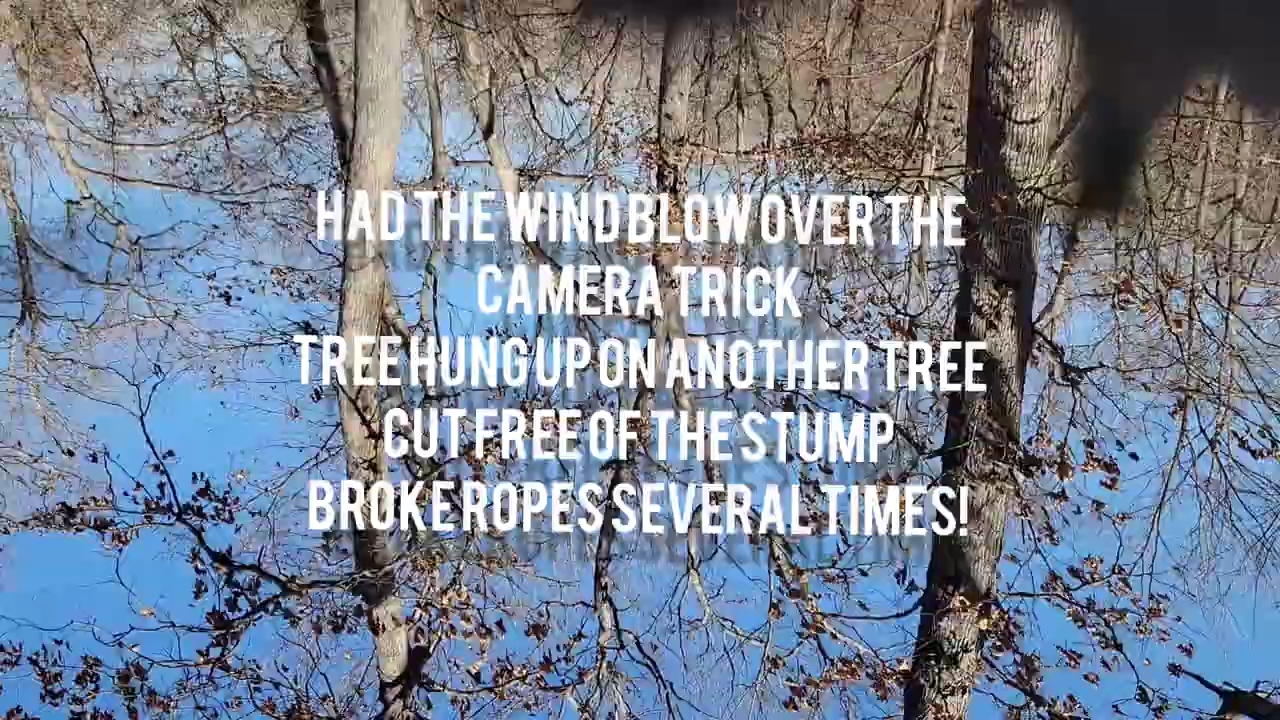 HAD THE WIND BLOW OVER THE
CAMERA TRICK
TREE HUNG UP ON ANOTHER TREE
CUT FREE OF THE STUMP
BROKE ROPES SEVERAL TIMES!